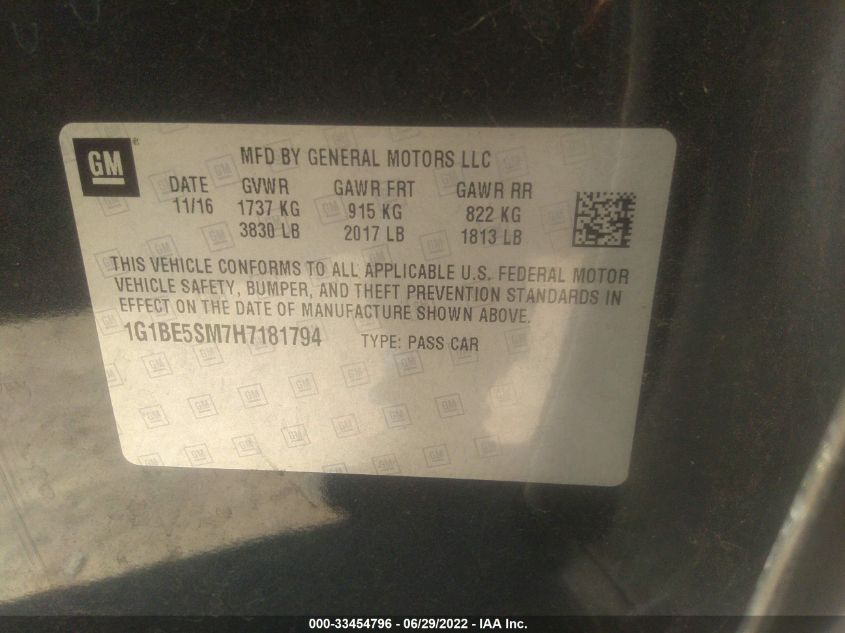 GM
MFD BY GENERAL MOTORS LLC
DATE GVWR GAWR FRT GAWR RR
11/16 1737 KG 915 KG 822 KG
3830 LB 2017 LB 1813 LB
THIS VEHICLE CONFORMS TO ALL APPLICABLE U.S. FEDERAL MOTOR
VEHICLE SAFETY, BUMPER, AND THEFT PREVENTION STANDARDS IN
EFFECT ON THE DATE OF MANUFACTURE SHOWN ABOVE.
1G1BE5SM7H7181794 TYPE: PASS CAR
000-33454796 - 06/29/2022 - IAA Inc.